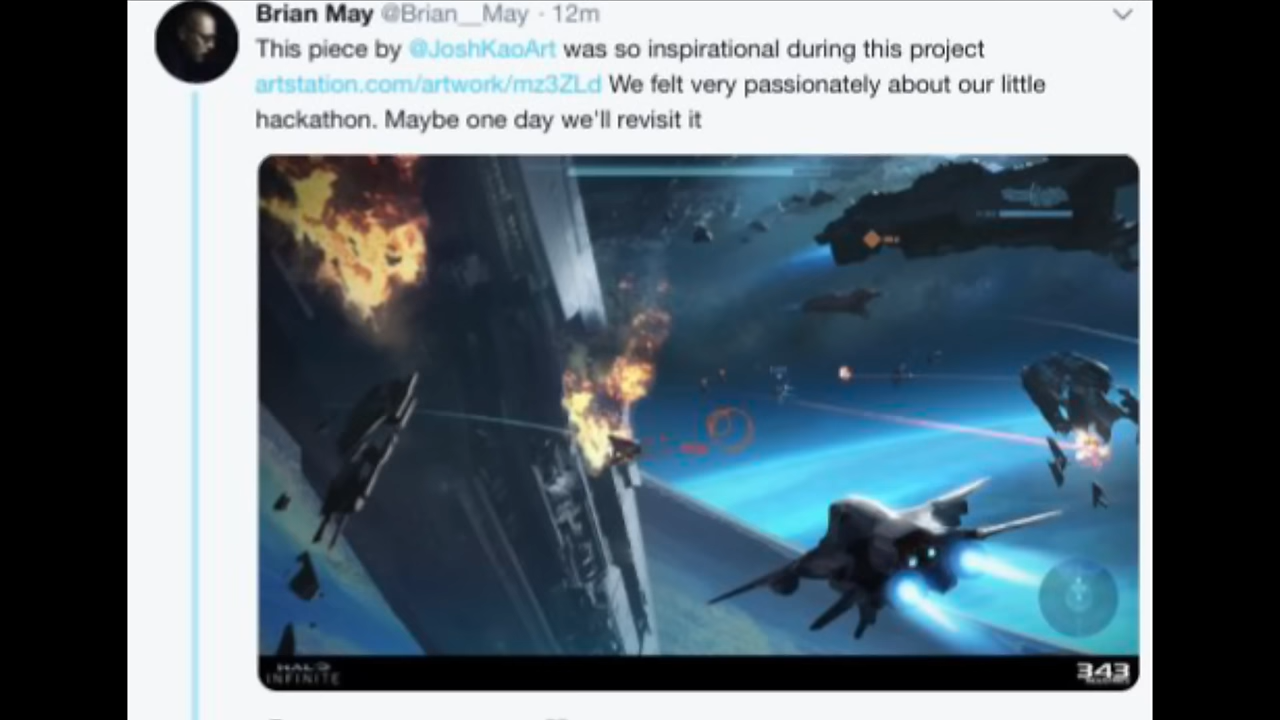 Brian May @Brian__May · 12m
This piece by @JoshKaoArt was so inspirational during this project
artstation.com/artwork/mz3ZLd We felt very passionately about our little
hackathon. Maybe one day we'll revisit it
HALO
INFINITE
343